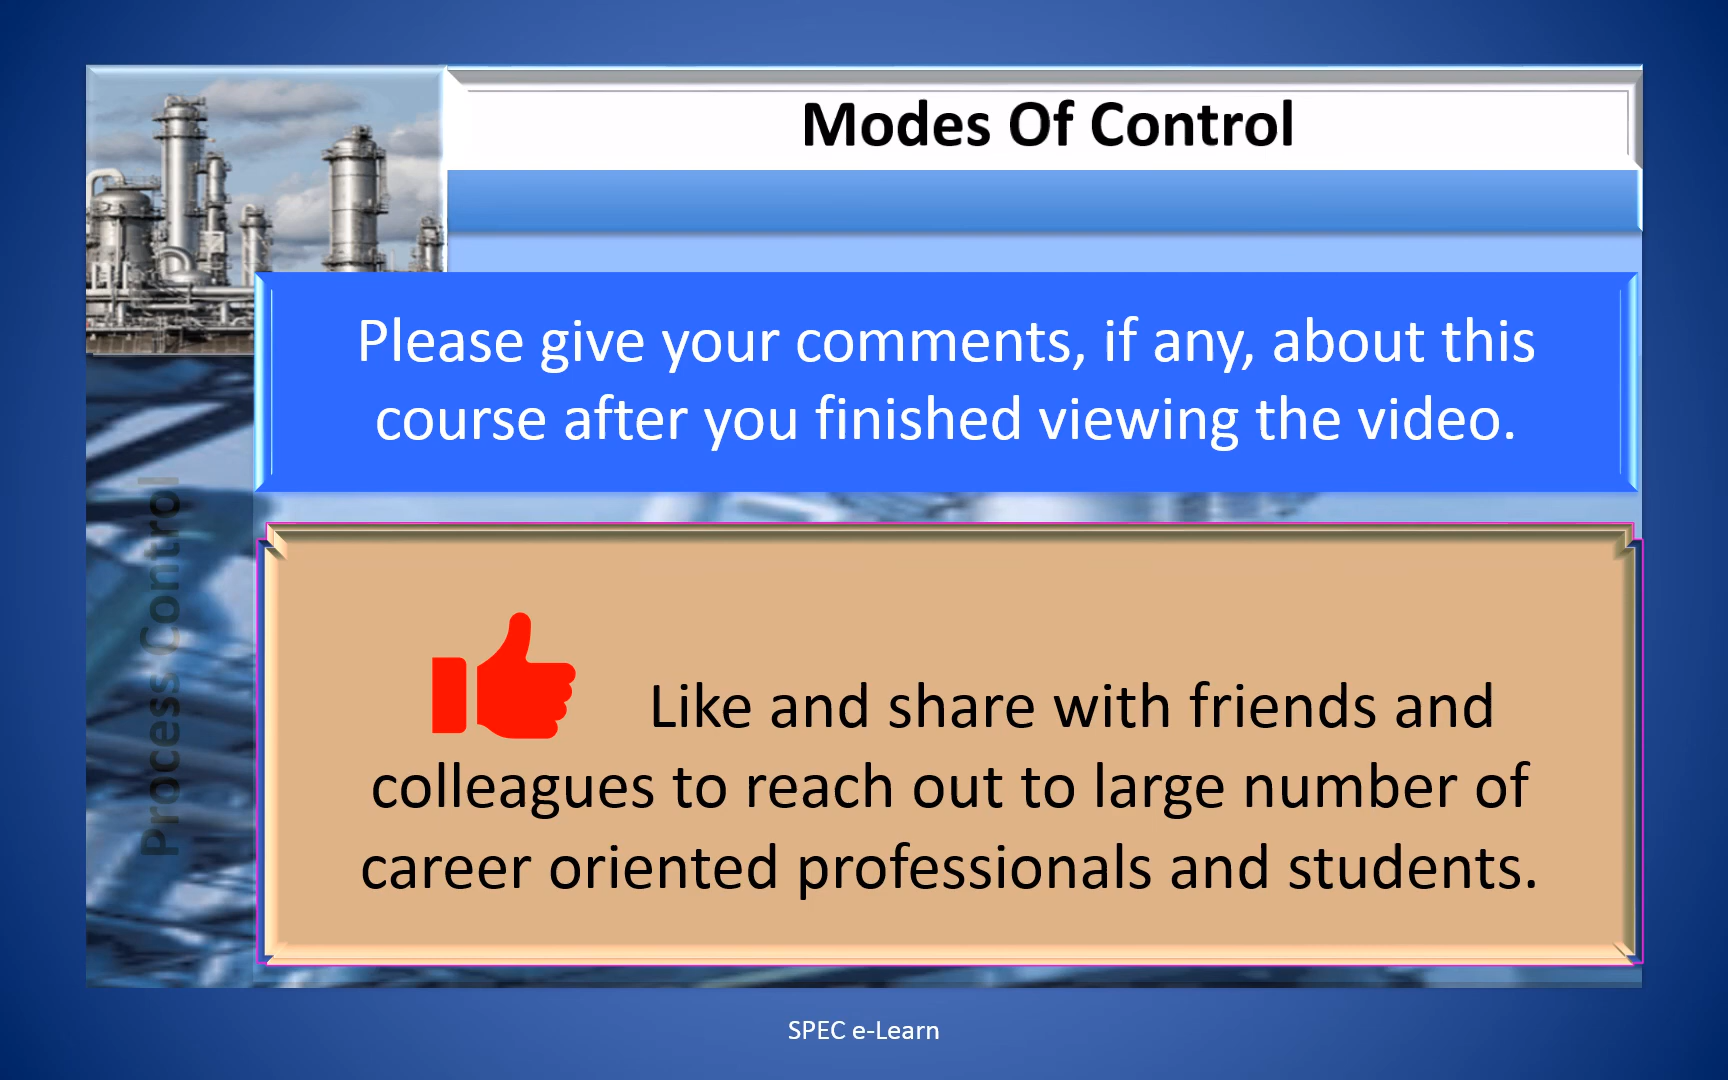 Modes Of Control
Please give your comments, if any, about this
course after you finished viewing the video.
Process Control
Like and share with friends and
colleagues to reach out to large number of
career oriented professionals and students.
SPEC e-Learn